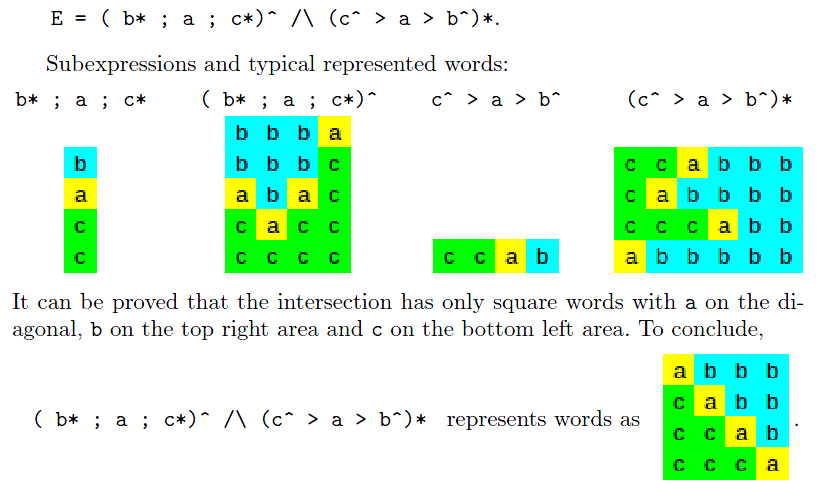 E = ( b* ; a ; c*)^ /\ (c^ > a > b^)*.
Subexpressions and typical represented words:
b* ; a ; c* ( b* ; a ; c*)^ c^ > a > b^ (c^ > a > b^)*
b b b a
b b b b c c c a b b b
a a b a c c a b b b b
c c a c c c c c a b b
c c c c c c c a b a b b b b b
It can be proved that the intersection has only square words with a on the di-
agonal, b on the top right area and c on the bottom left area. To conclude,
a b b b
c a b b
( b* ; a ; c*)^ /\ (c^ > a > b^)* represents words as .
c c a b
c c c a